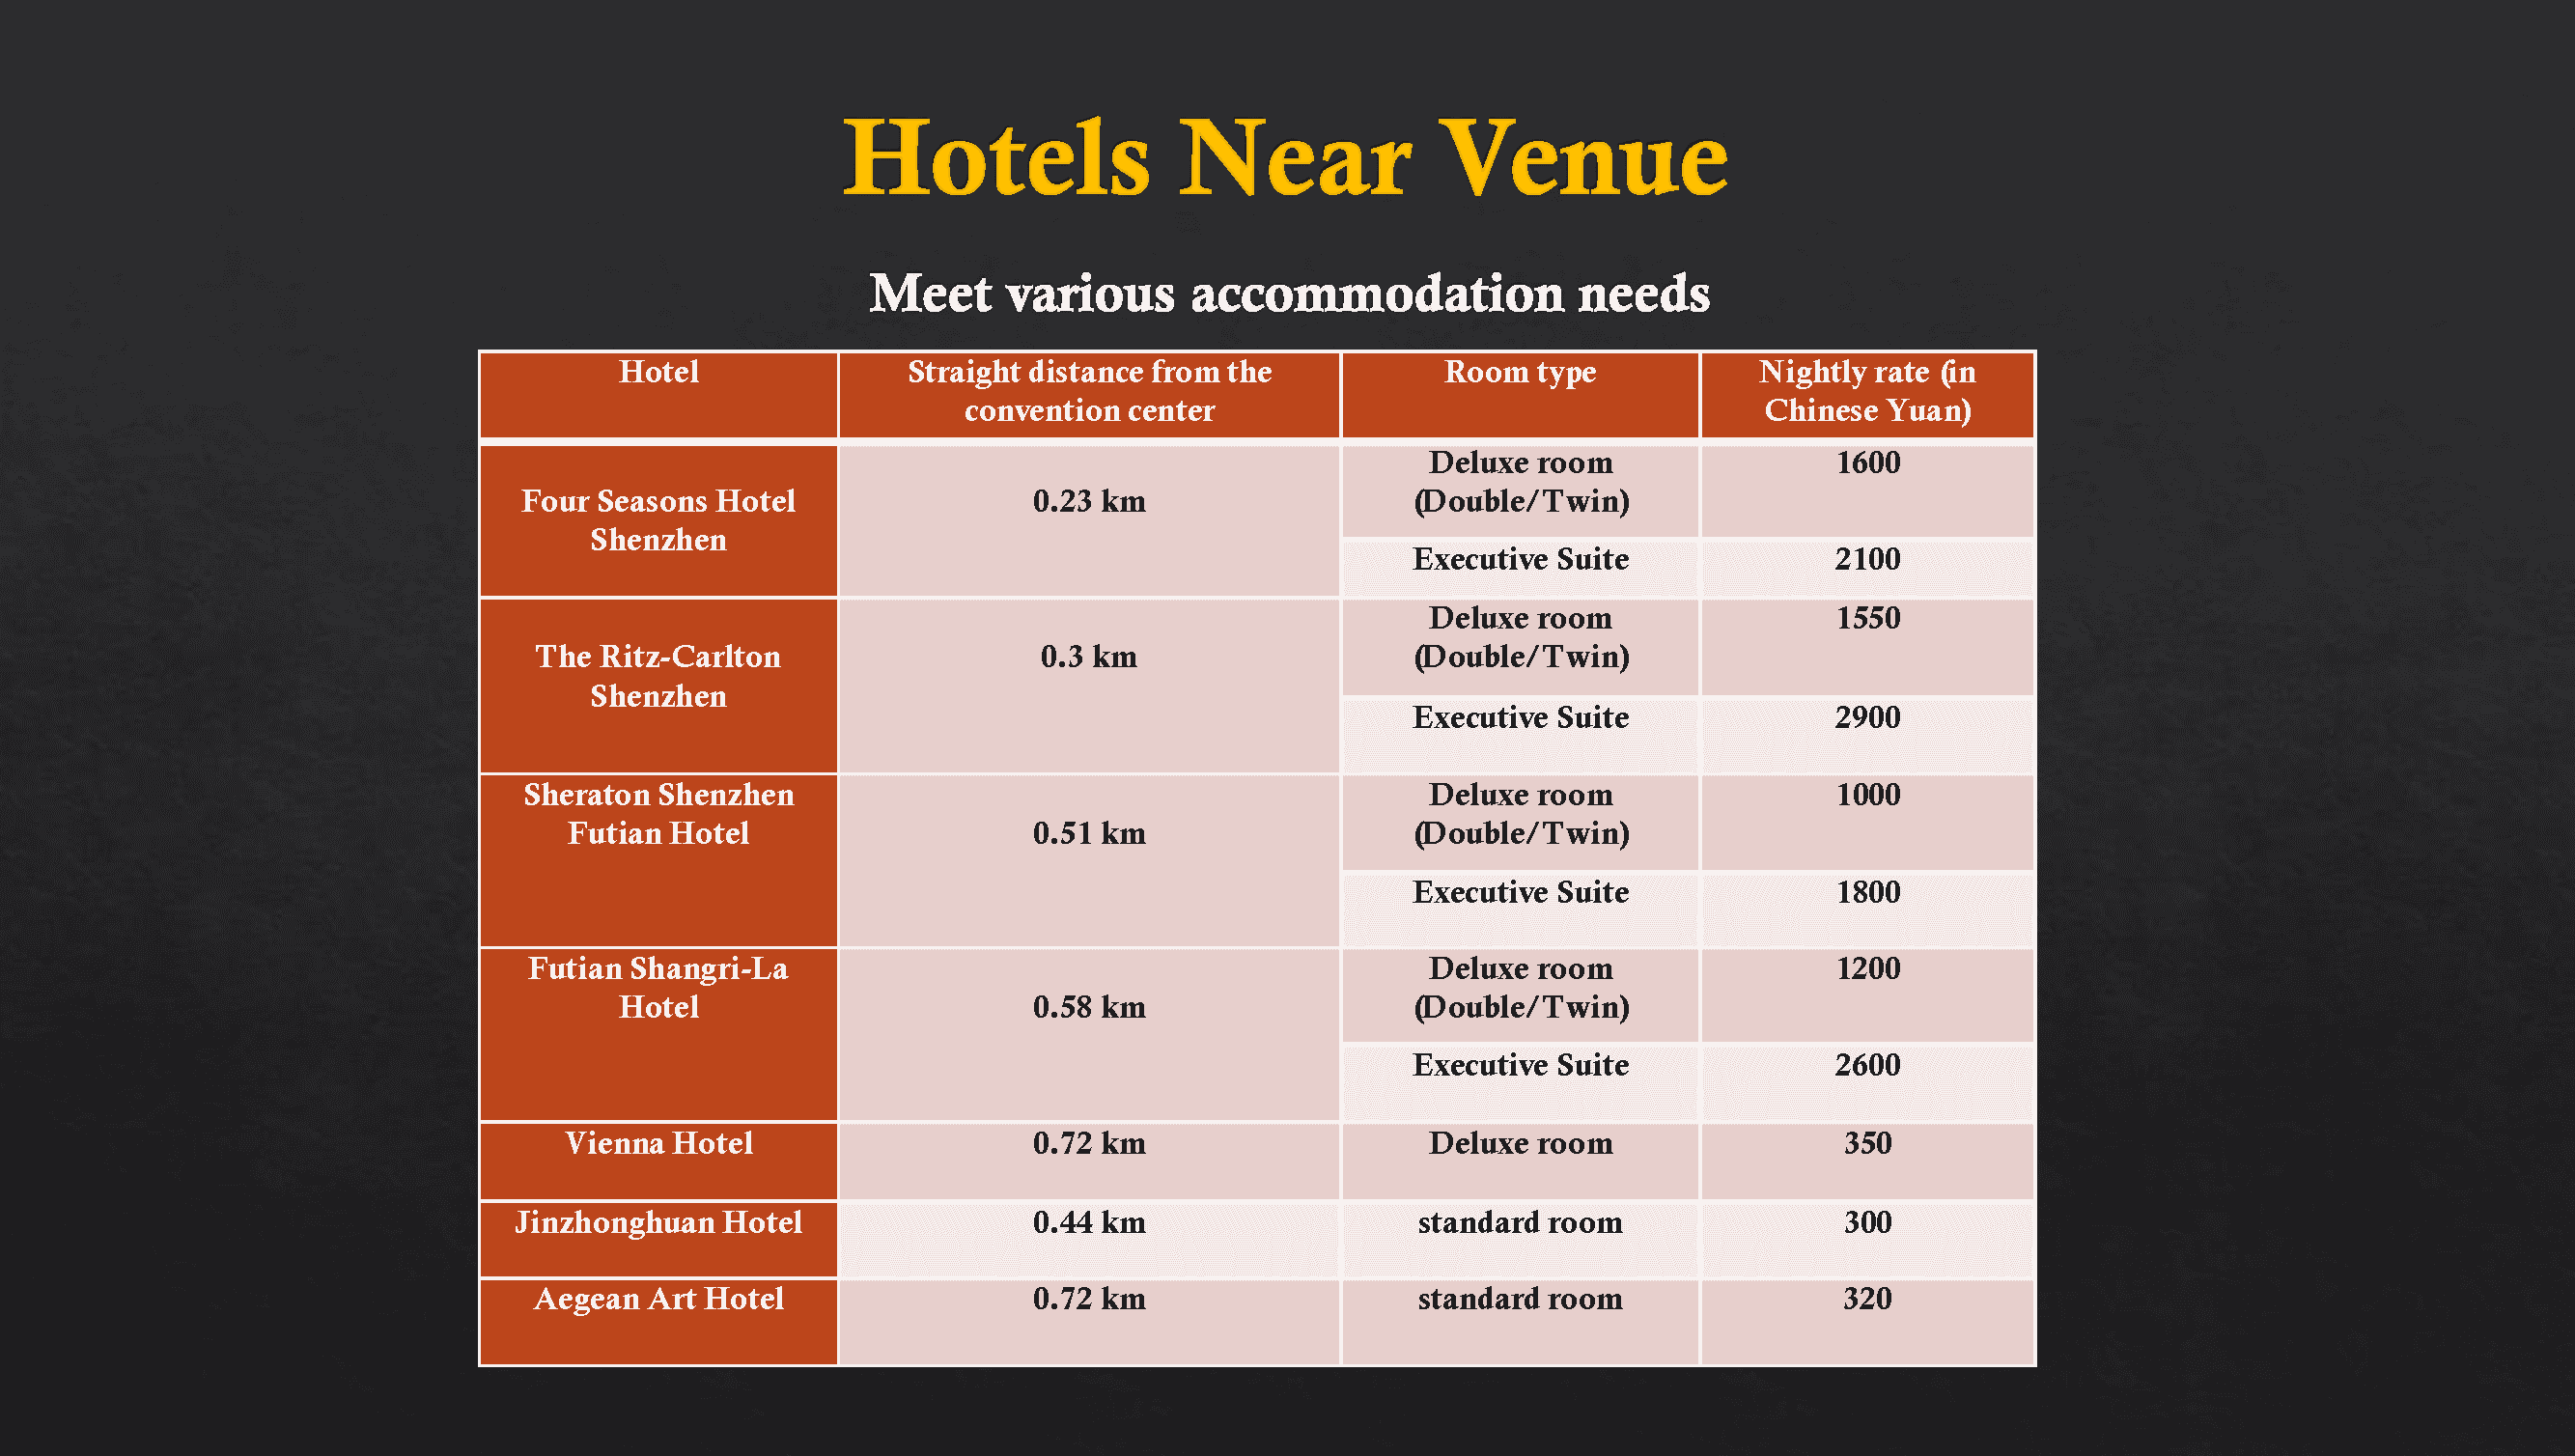 Hotels Near Venue
Meet various accommodation needs
Hotel
Straight distance from the
convention center
Room type
Nightly rate (in
Chinese Yuan)
Four Seasons Hotel
Shenzhen
0.23 km
Deluxe room
(Double/Twin)
1600
Executive Suite
2100
The Ritz-Carlton
Shenzhen
0.3 km
Deluxe room
(Double/Twin)
1550
Executive Suite
2900
Sheraton Shenzhen
Futian Hotel
0.51 km
Deluxe room
(Double/Twin)
1000
Executive Suite
1800
Futian Shangri-La
Hotel
0.58 km
Deluxe room
(Double/Twin)
1200
Executive Suite
2600
Vienna Hotel
0.72 km
Deluxe room
350
Jinzhonghuan Hotel
0.44 km
standard room
300
Aegean Art Hotel
0.72 km
standard room
320